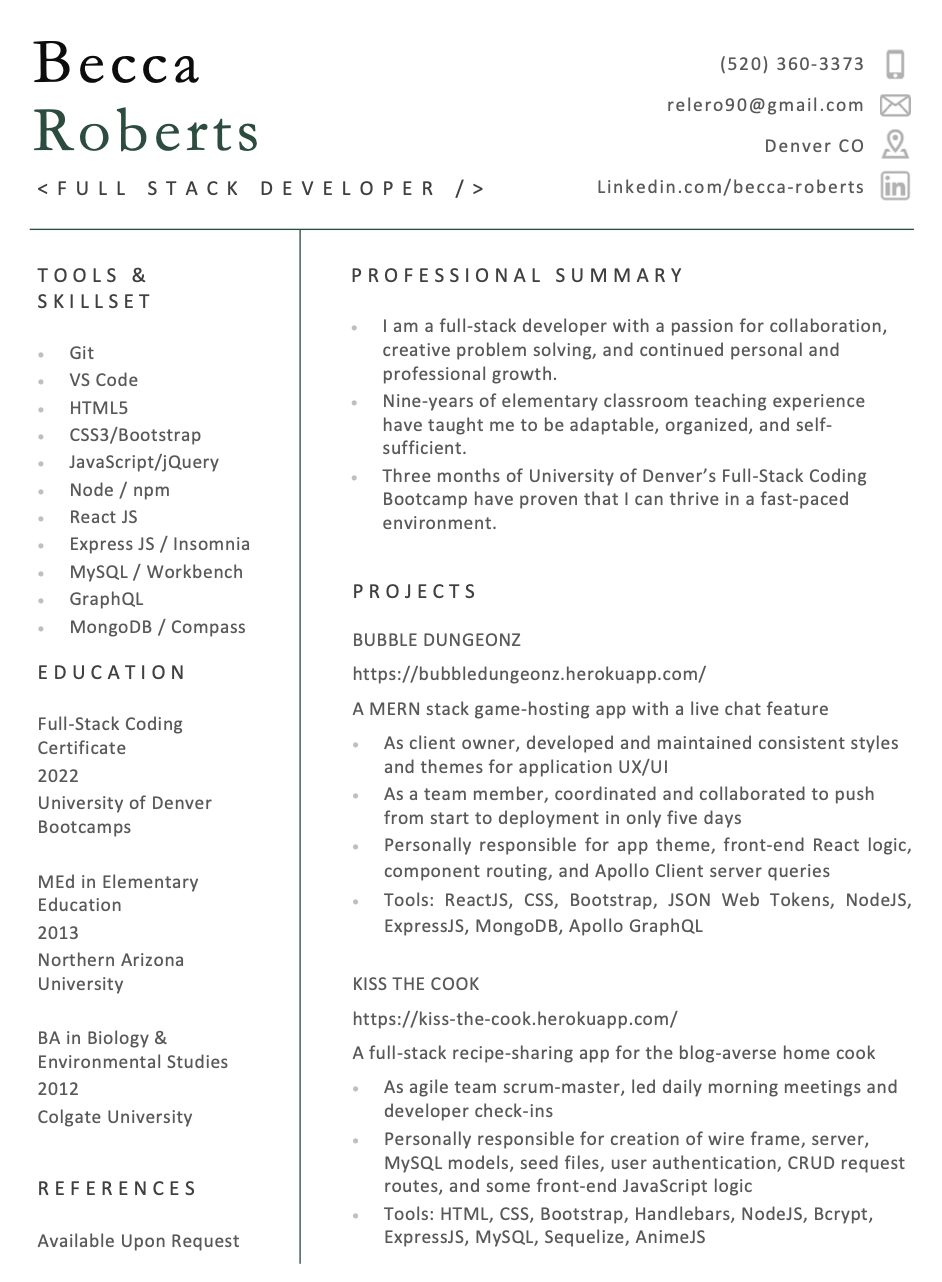 Becca
Roberts
<FULL STACK DEVELOPER />
(520) 360-3373
relero90@gmail.com
Denver CO
Linkedin.com/becca-roberts
TOOLS &
SKILLSET
• Git
• VS Code
• HTML5
• CSS3/Bootstrap
• JavaScript/jQuery
• Node / npm
• React JS
• Express JS / Insomnia
• MySQL / Workbench
• GraphQL
• MongoDB / Compass
EDUCATION
Full-Stack Coding
Certificate
2022
University of Denver
Bootcamps
MEd in Elementary
Education
2013
Northern Arizona
University
BA in Biology &
Environmental Studies
2012
Colgate University
REFERENCES
Available Upon Request
PROFESSIONAL SUMMARY
• I am a full-stack developer with a passion for collaboration,
creative problem solving, and continued personal and
professional growth.
• Nine-years of elementary classroom teaching experience
have taught me to be adaptable, organized, and self-
sufficient.
• Three months of University of Denver’s Full-Stack Coding
Bootcamp have proven that I can thrive in a fast-paced
environment.
PROJECTS
BUBBLE DUNGEONZ
https://bubbledungeonz.herokuapp.com/
A MERN stack game-hosting app with a live chat feature
• As client owner, developed and maintained consistent styles
and themes for application UX/UI
• As a team member, coordinated and collaborated to push
from start to deployment in only five days
• Personally responsible for app theme, front-end React logic,
component routing, and Apollo Client server queries
• Tools: ReactJS, CSS, Bootstrap, JSON Web Tokens, NodeJS,
ExpressJS, MongoDB, Apollo GraphQL
KISS THE COOK
https://kiss-the-cook.herokuapp.com/
A full-stack recipe-sharing app for the blog-averse home cook
• As agile team scrum-master, led daily morning meetings and
developer check-ins
• Personally responsible for creation of wire frame, server,
MySQL models, seed files, user authentication, CRUD request
routes, and some front-end JavaScript logic
• Tools: HTML, CSS, Bootstrap, Handlebars, NodeJS, Bcrypt,
ExpressJS, MySQL, Sequelize, AnimeJS